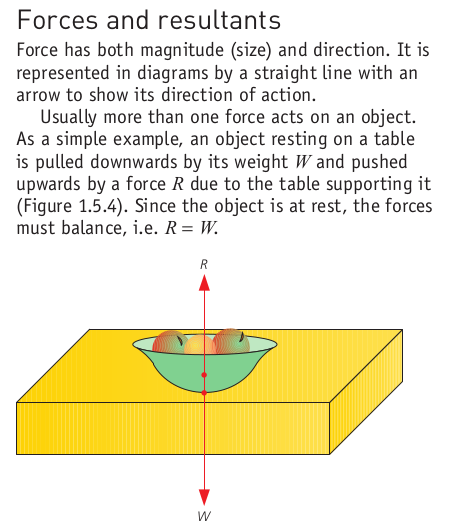 Forces and resultants
Force has both magnitude (size) and direction. It is
represented in diagrams by a straight line with an
arrow to show its direction of action.
Usually more than one force acts on an object.
As a simple example, an object resting on a table
is pulled downwards by its weight W and pushed
upwards by a force R due to the table supporting it
(Figure 1.5.4). Since the object is at rest, the forces
must balance, i.e. R = W.
R
W